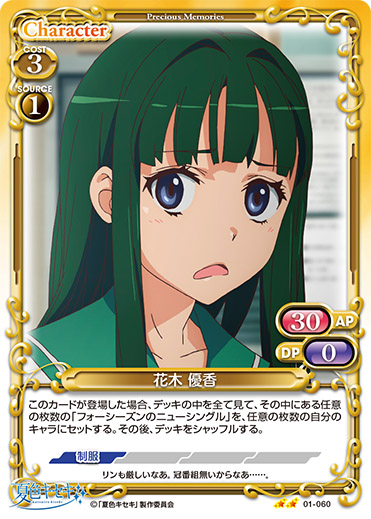 Precious Memories
Character
COST
3
SOURCE
1
30 AP
DP 0
花木 優香
このカードが登場した場合、デッキの中を全て見て、その中にある任意
の枚数の「フォーシーズンのニューシングル」を、任意の枚数の自分の
キャラにセットする。その後、デッキをシャッフルする。
制服
リンも厳しいなあ。冠番組無いからなあ……。
夏色キセキ
©「夏色キセキ」製作委員会
01-060